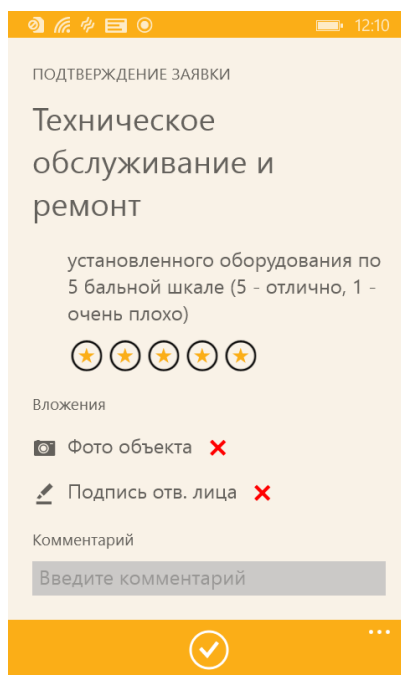 12:10
ПОДТВЕРЖДЕНИЕ ЗАЯВКИ
Техническое
обслуживание и
ремонт
установленного оборудования по
5 бальной шкале (5 - отлично, 1 -
очень плохо)
Вложения
Фото объекта
Подпись отв. лица
Комментарий
Введите комментарий